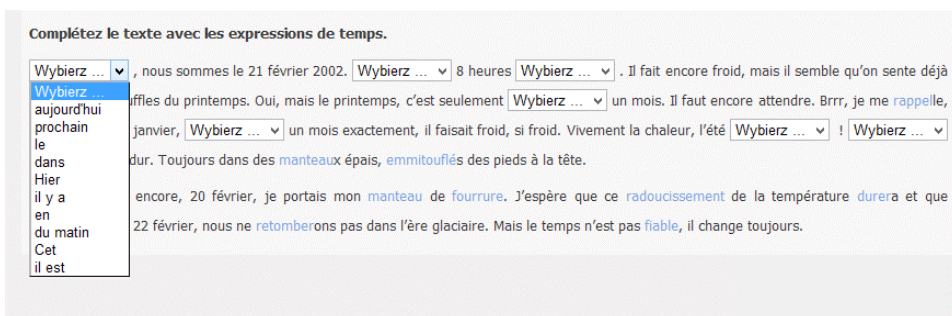 Complétez le texte avec les expressions de temps.
Wybierz ... , nous sommes le 21 février 2002. Wybierz ... 8 heures Wybierz ... . Il fait encore froid, mais il semble qu'on sente déjà
Wybierz ... uffles du printemps. Oui, mais le printemps, c'est seulement Wybierz ... un mois. Il faut encore attendre. Brrr, je me rappelle,
aujourd'hui
prochain janvier, Wybierz ... un mois exactement, il faisait froid, si froid. Vivement la chaleur, l'été Wybierz ... ! Wybierz ...
le
dans dur. Toujours dans des manteaux épais, emmitouflés des pieds à la tête.
Hier
il y a encore, 20 février, je portais mon manteau de fourrure. J'espère que ce radoucissement de la température durera et que
en
du matin 22 février, nous ne retomberons pas dans l'ère glaciaire. Mais le temps n'est pas fiable, il change toujours.
Cet
il est